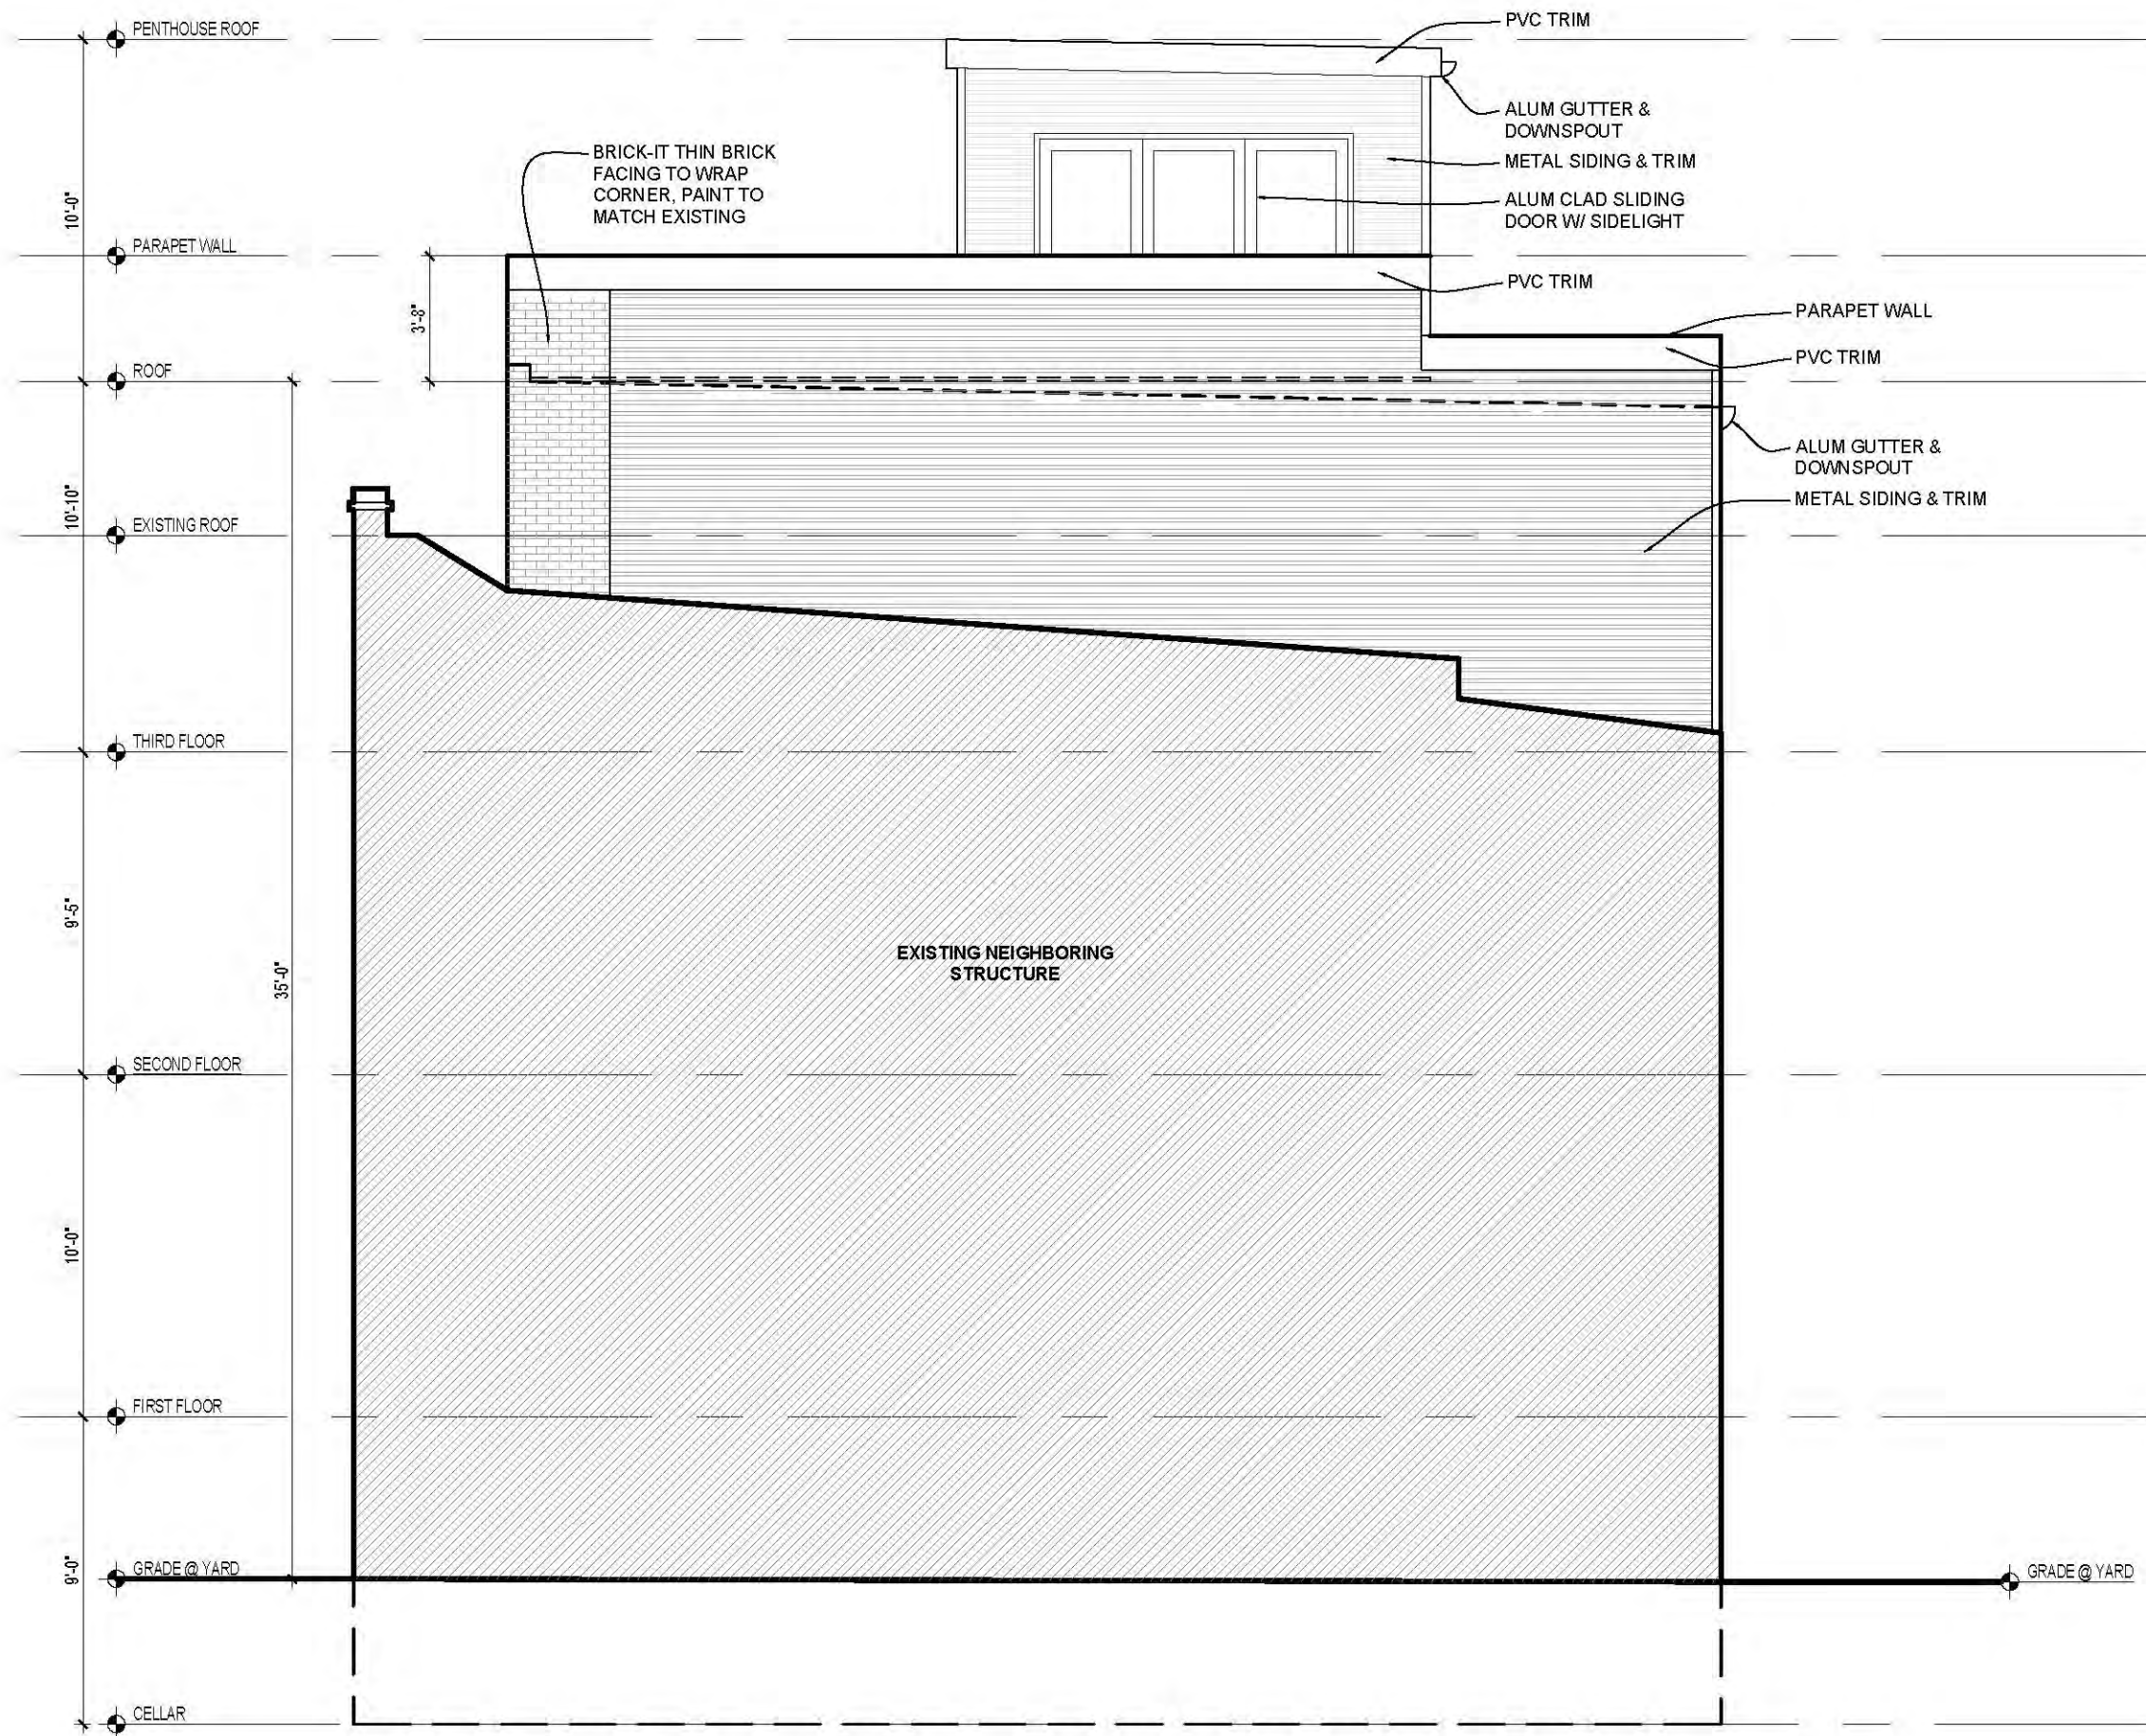 PENTHOUSE ROOF
PVC TRIM
ALUM GUTTER &
DOWNSPOUT
BRICK-IT THIN BRICK
FACING TO WRAP
CORNER, PAINT TO
MATCH EXISTING
METAL SIDING & TRIM
ALUM CLAD SLIDING
DOOR W/ SIDELIGHT
10'-0"
PARAPET WALL
PVC TRIM
3'-8"
PARAPET WALL
PVC TRIM
ROOF
ALUM GUTTER &
DOWNSPOUT
METAL SIDING & TRIM
10'-10"
EXISTING ROOF
THIRD FLOOR
9'-5"
35'-0"
EXISTING NEIGHBORING
STRUCTURE
SECOND FLOOR
10'-0"
FIRST FLOOR
9'-0"
GRADE @ YARD
GRADE @ YARD
CELLAR